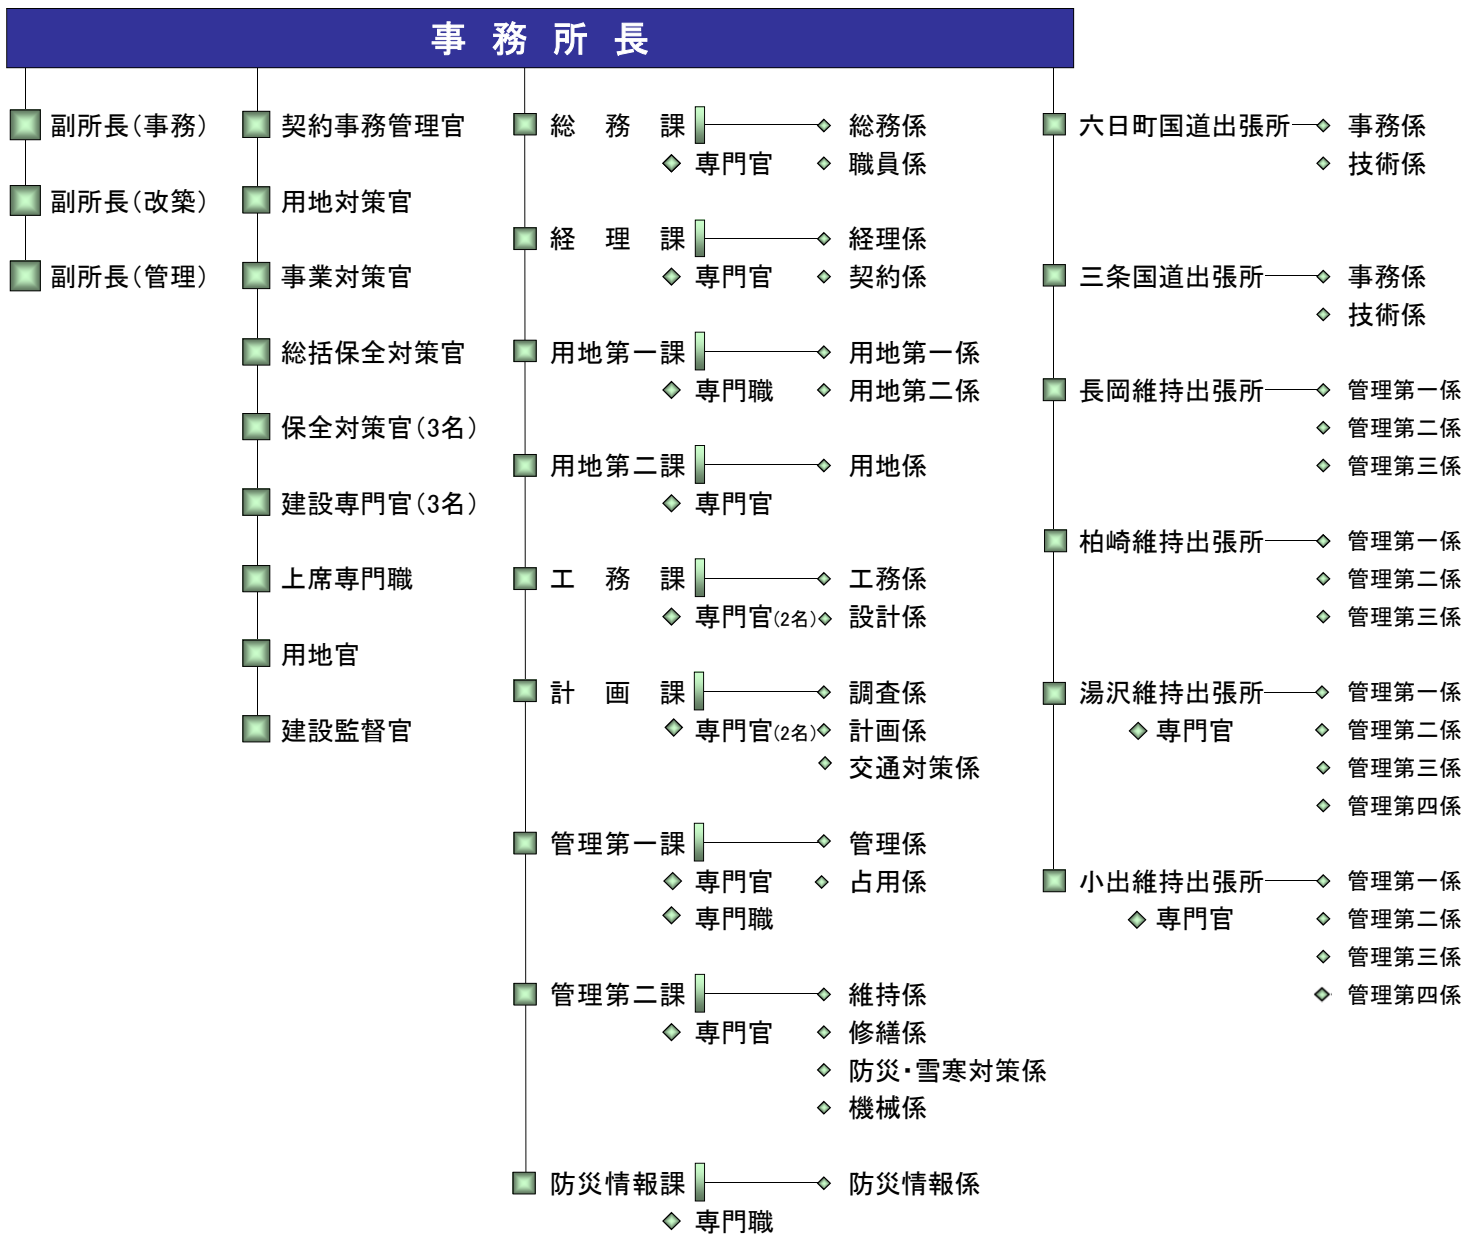 事務所長
副所長（事務）
副所長（改築）
副所長（管理）
契約事務管理官
用地対策官
事業対策官
総括保全対策官
保全対策官（3名）
建設専門官（3名）
上席専門職
用地官
建設監督官
総務課
専門官
総務係
職員係
経理課
専門官
経理係
契約係
用地第一課
専門職
用地第一係
用地第二係
用地第二課
専門官
用地係
工務課
専門官(2名)
工務係
設計係
計画課
専門官(2名)
調査係
計画係
交通対策係
管理第一課
専門官
専門職
管理係
占用係
管理第二課
専門官
維持係
修繕係
防災・雪寒対策係
機械係
防災情報課
専門職
防災情報係
六日町国道出張所
事務係
技術係
三条国道出張所
事務係
技術係
長岡維持出張所
管理第一係
管理第二係
管理第三係
柏崎維持出張所
管理第一係
管理第二係
管理第三係
湯沢維持出張所
専門官
管理第一係
管理第二係
管理第三係
管理第四係
小出維持出張所
専門官
管理第一係
管理第二係
管理第三係
管理第四係